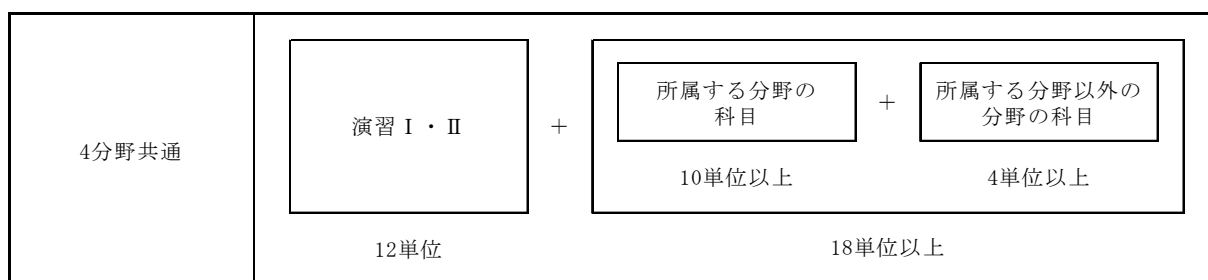 4分野共通
演習Ⅰ・Ⅱ
+
所属する分野の
科目
+
所属する分野以外の
分野の科目
10単位以上
4単位以上
12単位
18単位以上